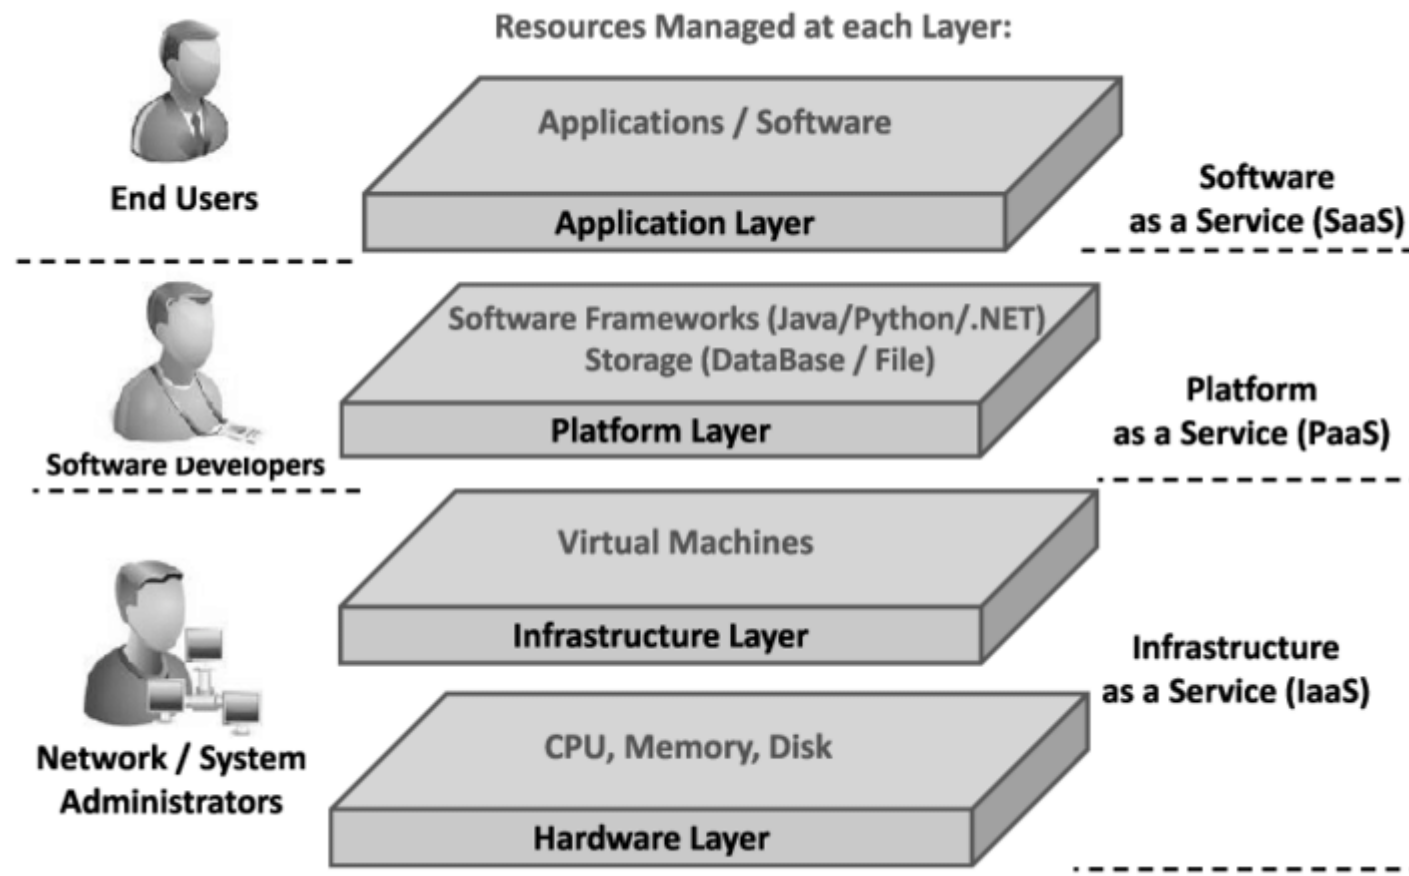 Resources Managed at each Layer:
Applications / Software
Application Layer
End Users
Software
as a Service (SaaS)
Software Frameworks (Java/Python/.NET)
Storage (DataBase / File)
Platform Layer
Software Developers
Platform
as a Service (PaaS)
Virtual Machines
Infrastructure Layer
Infrastructure
as a Service (IaaS)
Network / System
Administrators
CPU, Memory, Disk
Hardware Layer